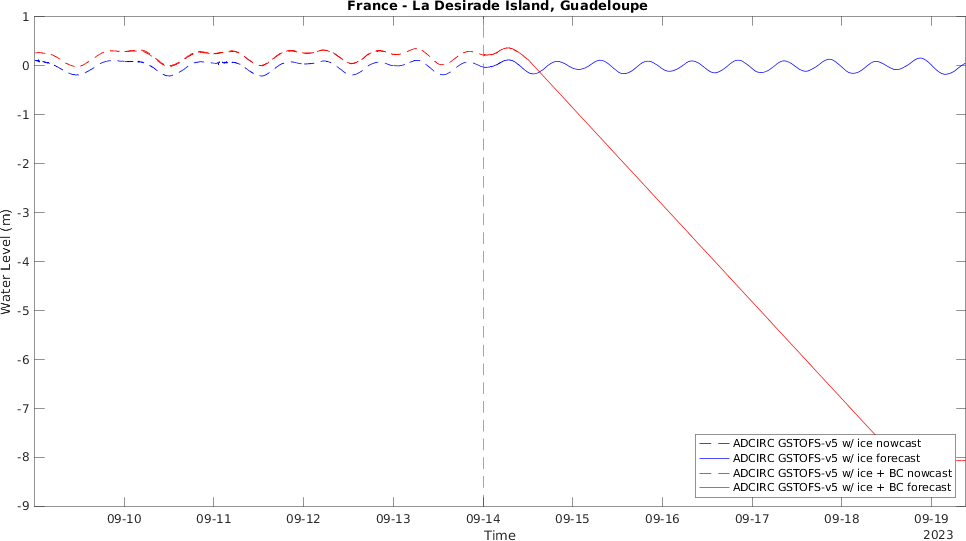 France - La Desirade Island, Guadeloupe
1
0
-1
-2
-3
-4
-5
-6
-7
-8
-9
Water Level (m)
ADCIRC GSTOFS-v5 w/ ice nowcast
ADCIRC GSTOFS-v5 w/ ice forecast
ADCIRC GSTOFS-v5 w/ ice + BC nowcast
ADCIRC GSTOFS-v5 w/ ice + BC forecast
09-10 09-11 09-12 09-13 09-14 09-15 09-16 09-17 09-18 09-19
Time
2023